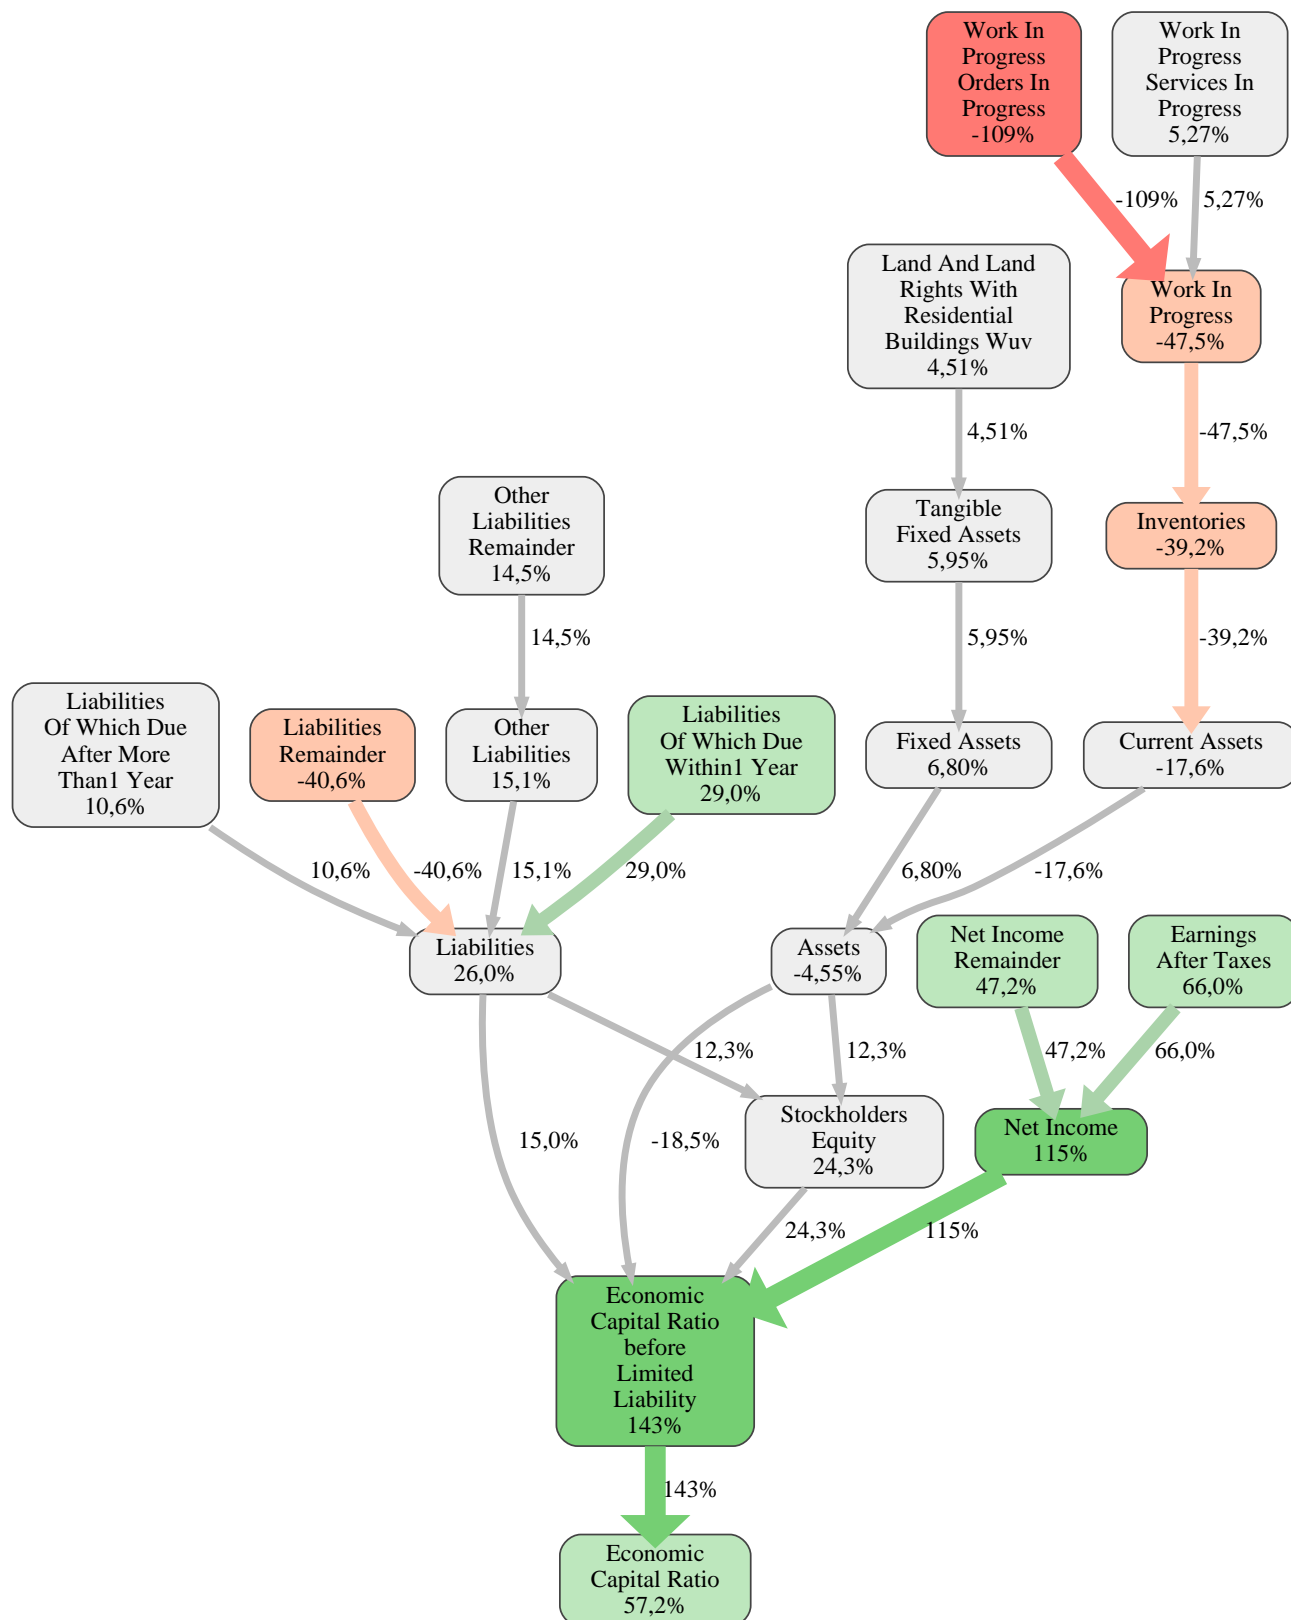 Work In
Progress
Orders In
Progress
-109%
Work In
Progress
Services In
Progress
5,27%
-109%
5,27%
Land And Land
Rights With
Residential
Buildings Wuv
4,51%
Work In
Progress
-47,5%
4,51%
-47,5%
Other
Liabilities
Remainder
14,5%
Tangible
Fixed Assets
5,95%
Inventories
-39,2%
14,5%
5,95%
-39,2%
Liabilities
Of Which Due
After More
Than1 Year
10,6%
Liabilities
Remainder
-40,6%
Other
Liabilities
15,1%
Liabilities
Of Which Due
Within1 Year
29,0%
Fixed Assets
6,80%
Current Assets
-17,6%
10,6%
-40,6%
15,1%
29,0%
6,80%
-17,6%
Liabilities
26,0%
Assets
-4,55%
Net Income
Remainder
47,2%
Earnings
After Taxes
66,0%
12,3%
12,3%
47,2%
66,0%
15,0%
-18,5%
Stockholders
Equity
24,3%
Net Income
115%
24,3%
115%
Economic
Capital Ratio
before
Limited
Liability
143%
143%
Economic
Capital Ratio
57,2%